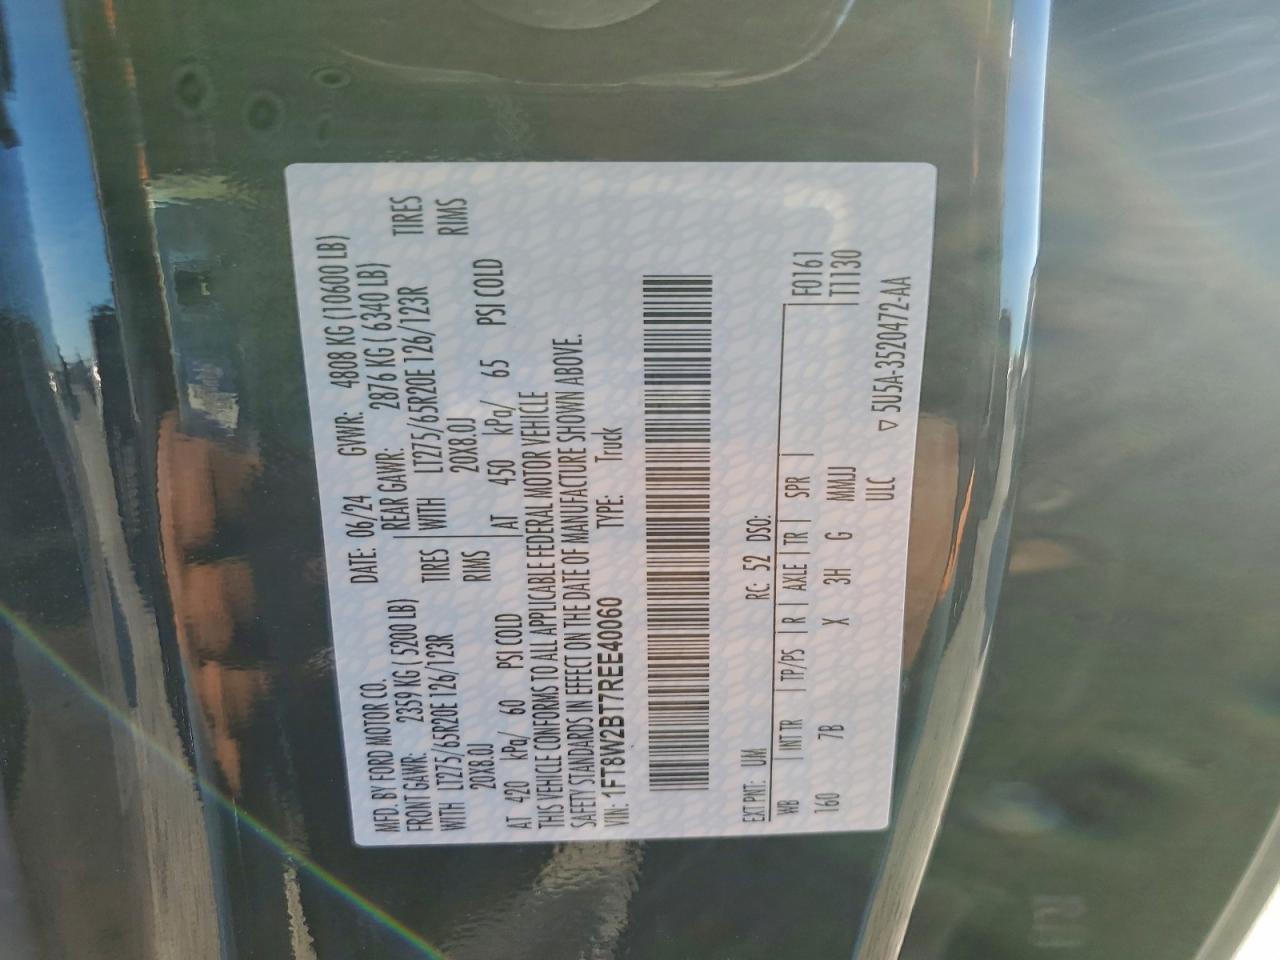 MFD. BY FORD MOTOR CO. DATE: 06/24 GVWR: 4808 KG (10600 LB)
FRONT GAWR: 2359 KG ( 5200 LB) REAR GAWR: 2876 KG ( 6340 LB)
WITH LT275/65R20E 126/123R TIRES WITH LT275/65R20E 126/123R TIRES
20X8.0J RIMS 20X8.0J RIMS
AT 420 kPa/ 60 PSI COLD AT 450 kPa/ 65 PSI COLD
THIS VEHICLE CONFORMS TO ALL APPLICABLE FEDERAL MOTOR VEHICLE
SAFETY STANDARDS IN EFFECT ON THE DATE OF MANUFACTURE SHOWN ABOVE.
VIN: 1FT8W2BT7REE40060 TYPE: Truck
EXT PNT: UM RC: 52 DSO:
WB INT TR TP/PS R AXLE TR SPR F0161
160 7B X 3H G MMUU T1130
ULC
▽ 5U5A-3520472-AA